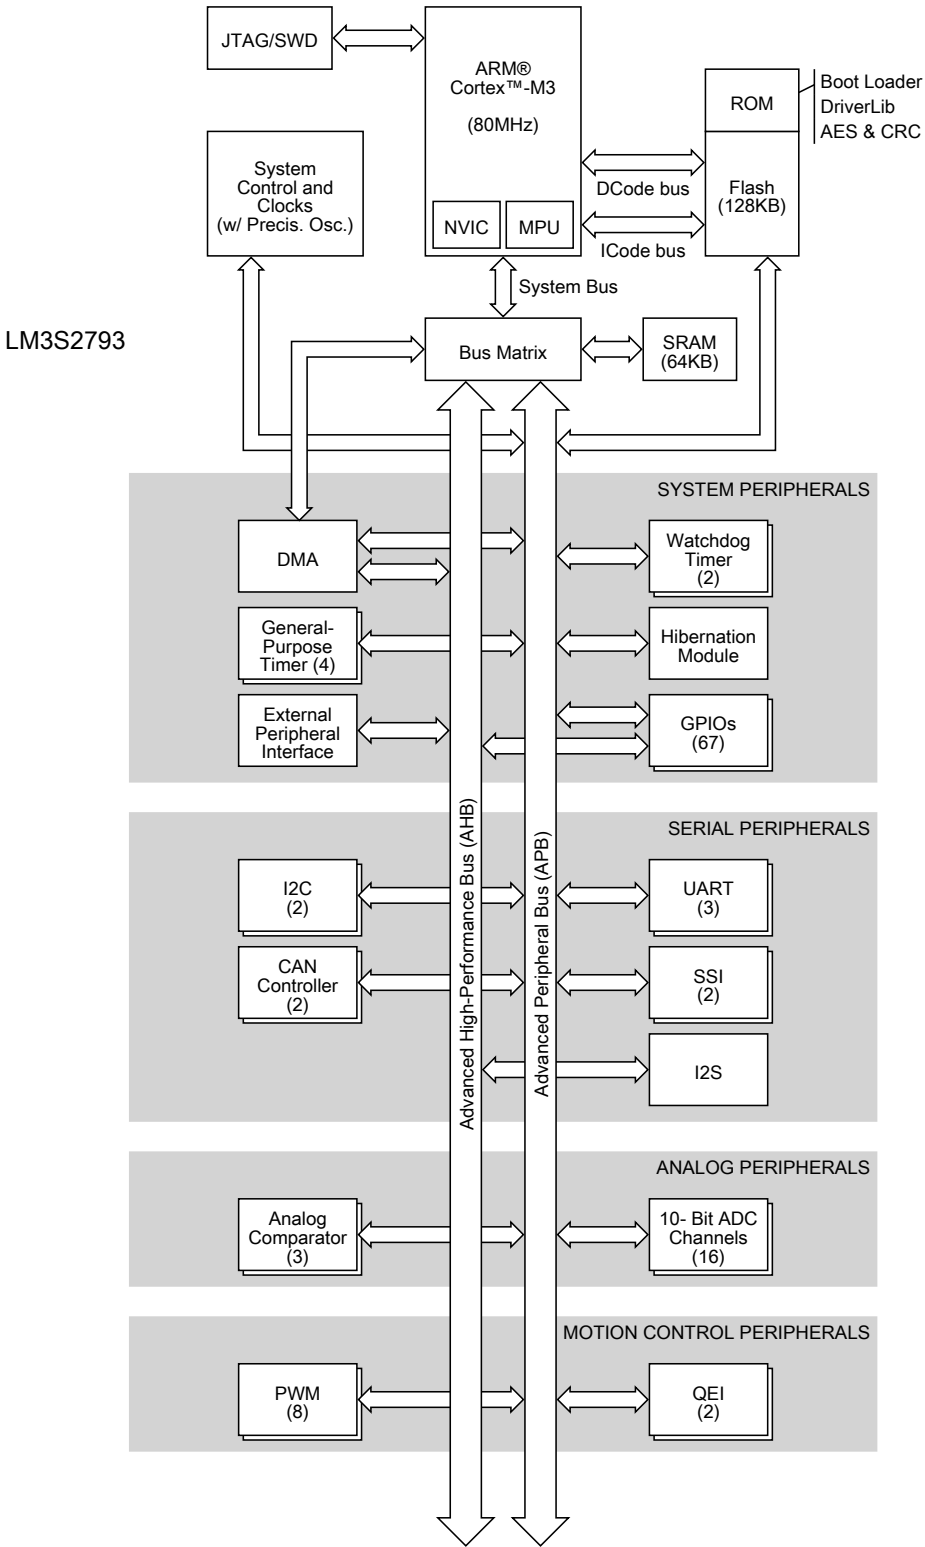 JTAG/SWD
ARM®
Cortex™-M3
(80MHz)
NVIC
MPU
ROM
Boot Loader
DriverLib
AES & CRC
Flash
(128KB)
DCode bus
ICode bus
System
Control and
Clocks
(w/ Precis. Osc.)
System Bus
LM3S2793
Bus Matrix
SRAM
(64KB)
SYSTEM PERIPHERALS
DMA
Watchdog
Timer
(2)
General-
Purpose
Timer (4)
Hibernation
Module
External
Peripheral
Interface
GPIOs
(67)
Advanced High-Performance Bus (AHB)
Advanced Peripheral Bus (APB)
SERIAL PERIPHERALS
I2C
(2)
UART
(3)
CAN
Controller
(2)
SSI
(2)
I2S
ANALOG PERIPHERALS
Analog
Comparator
(3)
10- Bit ADC
Channels
(16)
MOTION CONTROL PERIPHERALS
PWM
(8)
QEI
(2)